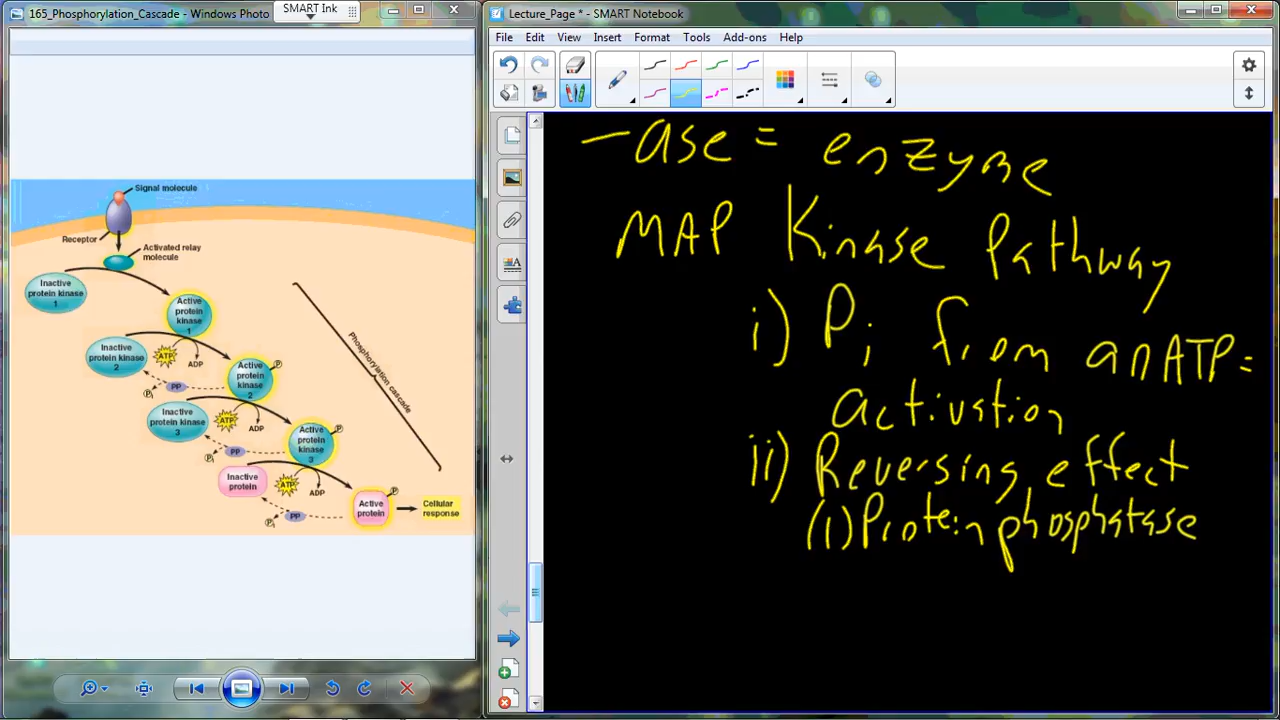 165_Phosphorylation_Cascade - Windows Photo
SMART Ink
Signal molecule
Receptor
Activated relay
molecule
Inactive
protein kinase
1
Active
protein
kinase
1
Inactive
protein kinase
2
ATP
ADP
Active
protein
kinase
2
P
PP
Pi
Phosphorylation cascade
Inactive
protein kinase
3
ATP
ADP
Active
protein
kinase
3
P
PP
Pi
Inactive
protein
ATP
ADP
Active
protein
P
PP
Pi
Cellular
response
Lecture_Page * - SMART Notebook
File Edit View Insert Format Tools Add-ons Help
-ase = enzyme
MAP Kinase Pathway
i) Pi from an ATP =
activation
ii) Reversing effect
(1) Protein phosphatase